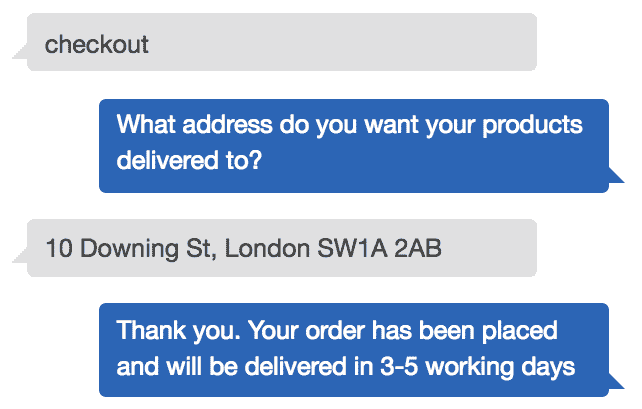 checkout
What address do you want your products
delivered to?
10 Downing St, London SW1A 2AB
Thank you. Your order has been placed
and will be delivered in 3-5 working days